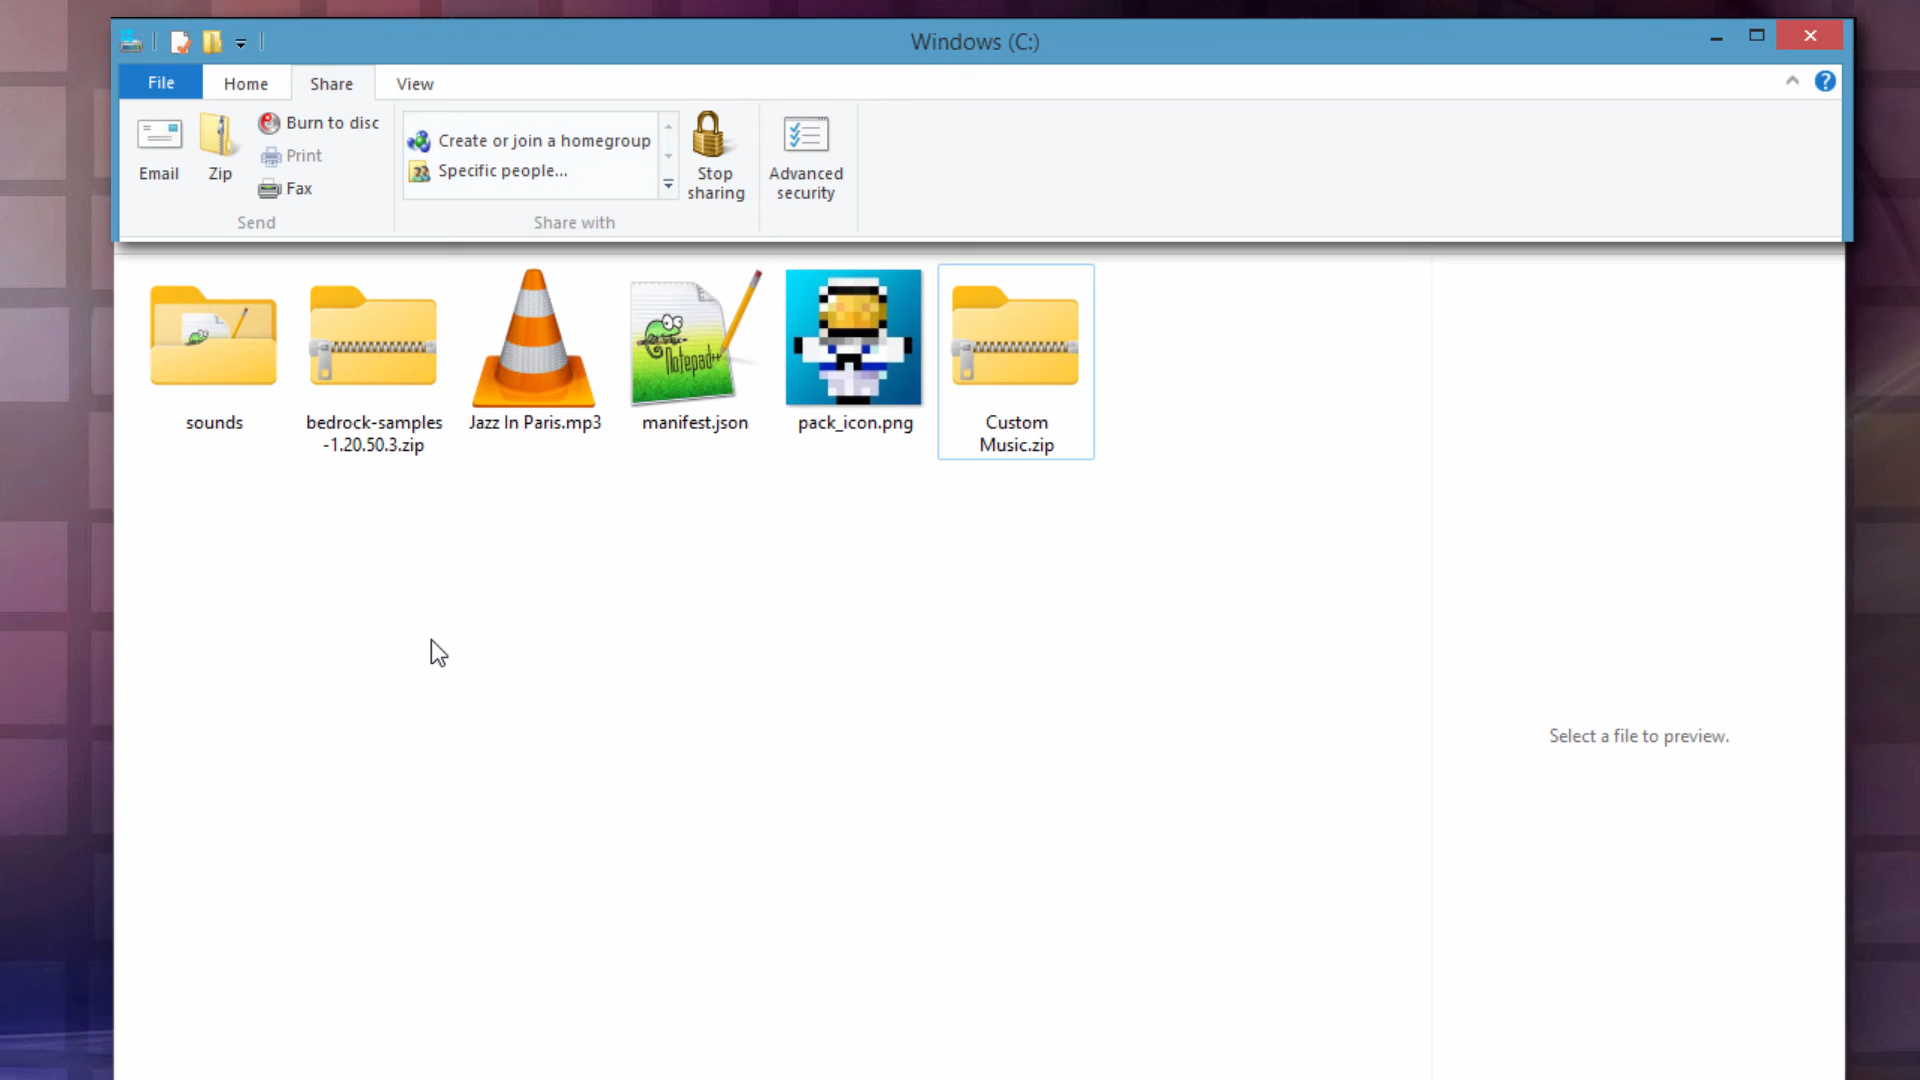 Windows (C:)
File
Home
Share
View
Email
Zip
Burn to disc
Print
Fax
Send
Create or join a homegroup
Specific people...
Share with
Stop
sharing
Advanced
security
Notepad++
sounds
bedrock-samples
-1.20.50.3.zip
Jazz In Paris.mp3
manifest.json
pack_icon.png
Custom
Music.zip
Select a file to preview.